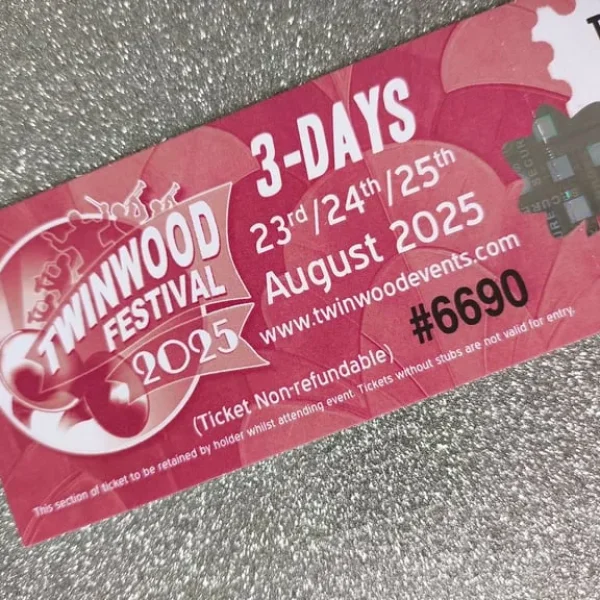 3-DAYS
23rd/24th/25th
August 2025
www.twinwoodevents.com
#6690
TWINWOOD
FESTIVAL
2025
(Ticket Non-refundable)
This section of ticket to be retained by holder whilst attending event. Tickets without stubs are not valid for entry.